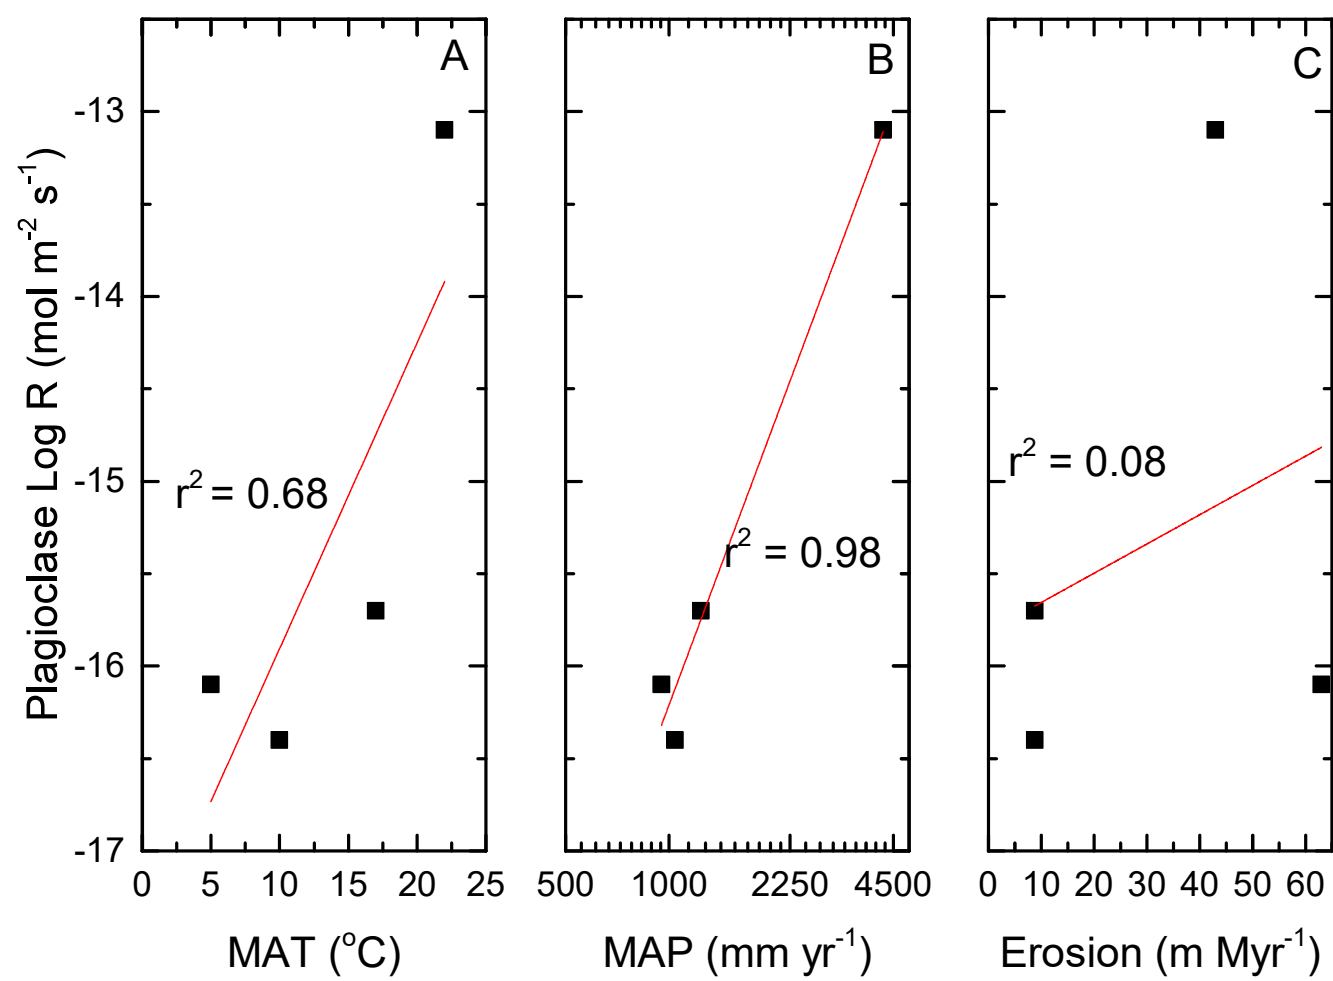 Plagioclase Log R (mol m⁻² s⁻¹)
-13
-14
-15
-16
-17
A
r² = 0.68
0 5 10 15 20 25
MAT (°C)
B
r² = 0.98
500 1000 2250 4500
MAP (mm yr⁻¹)
C
r² = 0.08
0 10 20 30 40 50 60
Erosion (m Myr⁻¹)